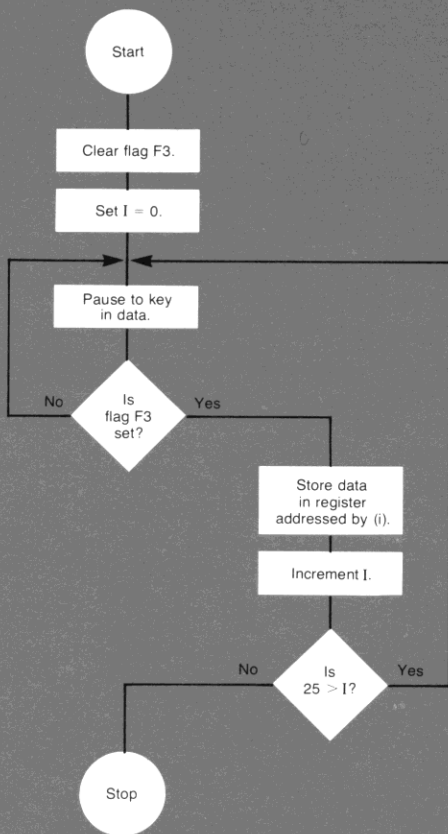 Start
Clear flag F3.
Set I = 0.
Pause to key
in data.
No
Is
flag F3
set?
Yes
Store data
in register
addressed by (i).
Increment I.
No
Is
25 > I?
Yes
Stop